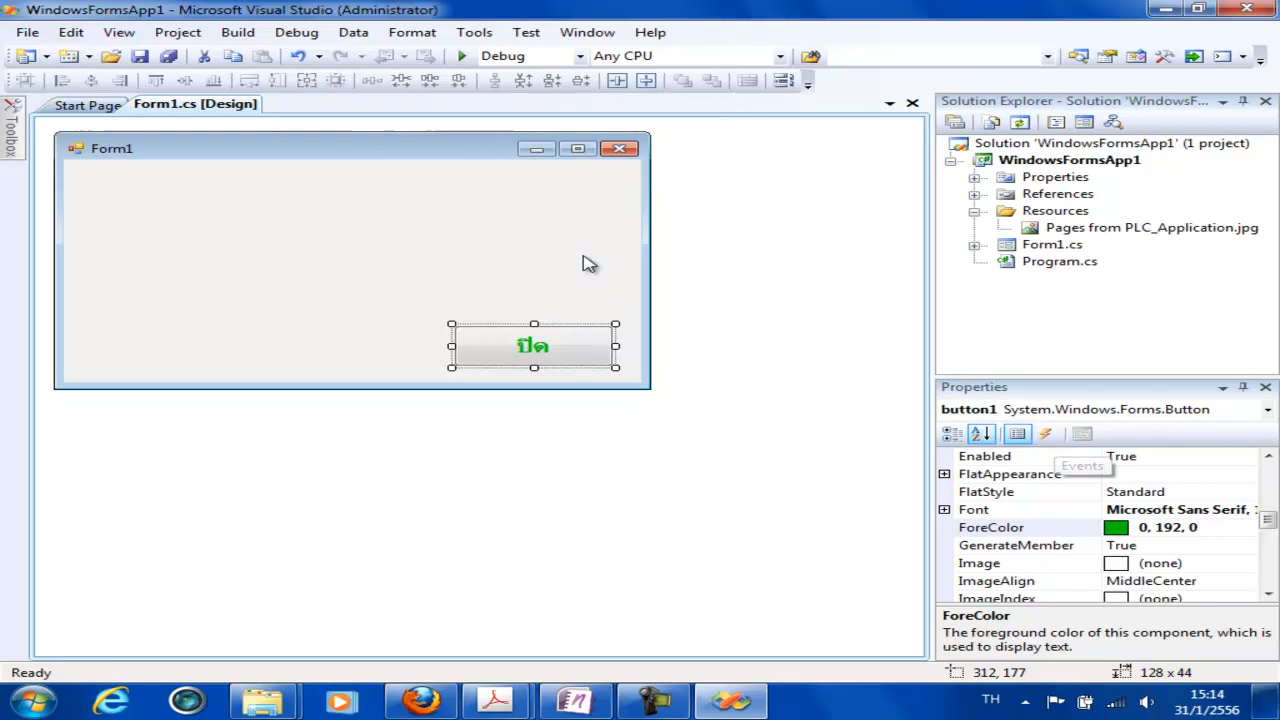 WindowsFormsApp1 - Microsoft Visual Studio (Administrator)
File Edit View Project Build Debug Data Format Tools Test Window Help
Debug Any CPU
Toolbox
Start Page Form1.cs [Design]
Form1
ปิด
Solution Explorer - Solution 'WindowsF...
Solution 'WindowsFormsApp1' (1 project)
WindowsFormsApp1
Properties
References
Resources
Pages from PLC_Application.jpg
Form1.cs
Program.cs
Properties
button1 System.Windows.Forms.Button
Enabled True
Events
FlatAppearance
FlatStyle Standard
Font Microsoft Sans Serif, 1
ForeColor 0, 192, 0
GenerateMember True
Image (none)
ImageAlign MiddleCenter
ImageIndex (none)
ForeColor
The foreground color of this component, which is
used to display text.
Ready 312, 177 128 x 44
TH 15:14
31/1/2556